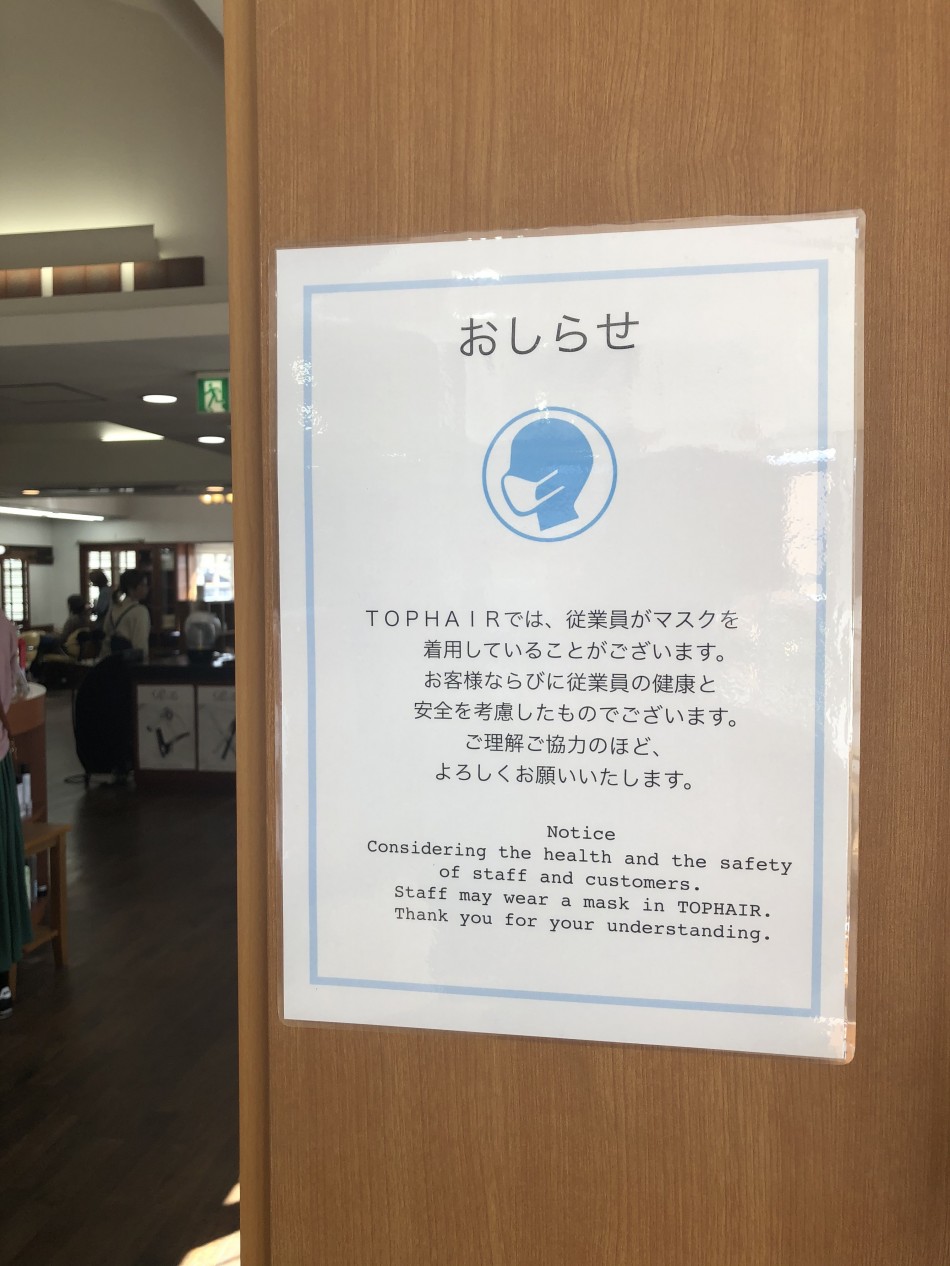 おしらせ
ＴＯＰＨＡＩＲでは、従業員がマスクを
着用していることがございます。
お客様ならびに従業員の健康と
安全を考慮したものでございます。
ご理解ご協力のほど、
よろしくお願いいたします。
Notice
Considering the health and the safety
of staff and customers.
Staff may wear a mask in TOPHAIR.
Thank you for your understanding.